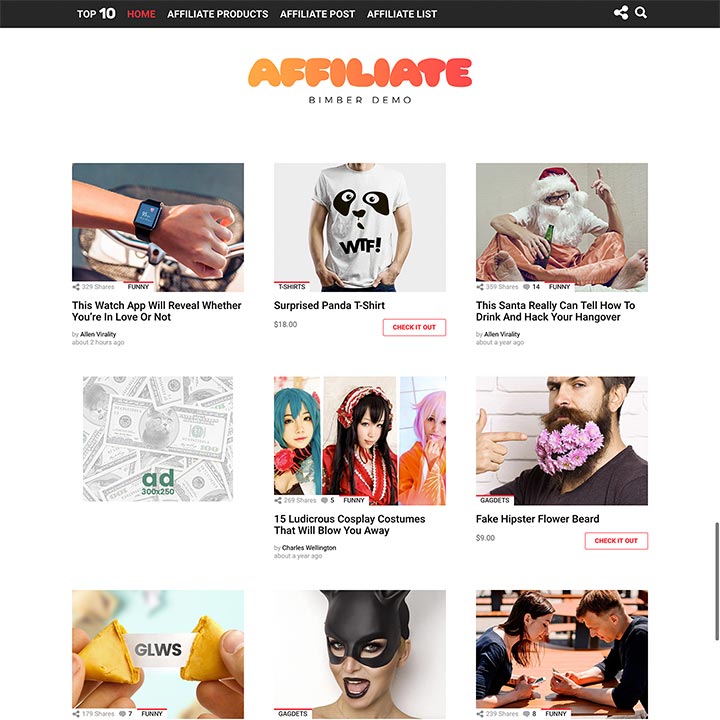 TOP 10 HOME AFFILIATE PRODUCTS AFFILIATE POST AFFILIATE LIST
AFFILIATE
BIMBER DEMO
329 Shares FUNNY
This Watch App Will Reveal Whether
You're In Love Or Not
by Allen Virality
about 2 hours ago
WTF!
T-SHIRTS
Surprised Panda T-Shirt
$18.00
CHECK IT OUT
359 Shares 14 FUNNY
This Santa Really Can Tell How To
Drink And Hack Your Hangover
by Allen Virality
about a year ago
ad
300x250
269 Shares 5 FUNNY
15 Ludicrous Cosplay Costumes
That Will Blow You Away
by Charles Wellington
about a year ago
GAGDETS
Fake Hipster Flower Beard
$9.00
CHECK IT OUT
GLWS
179 Shares 7 FUNNY
GAGDETS
239 Shares 8 FUNNY